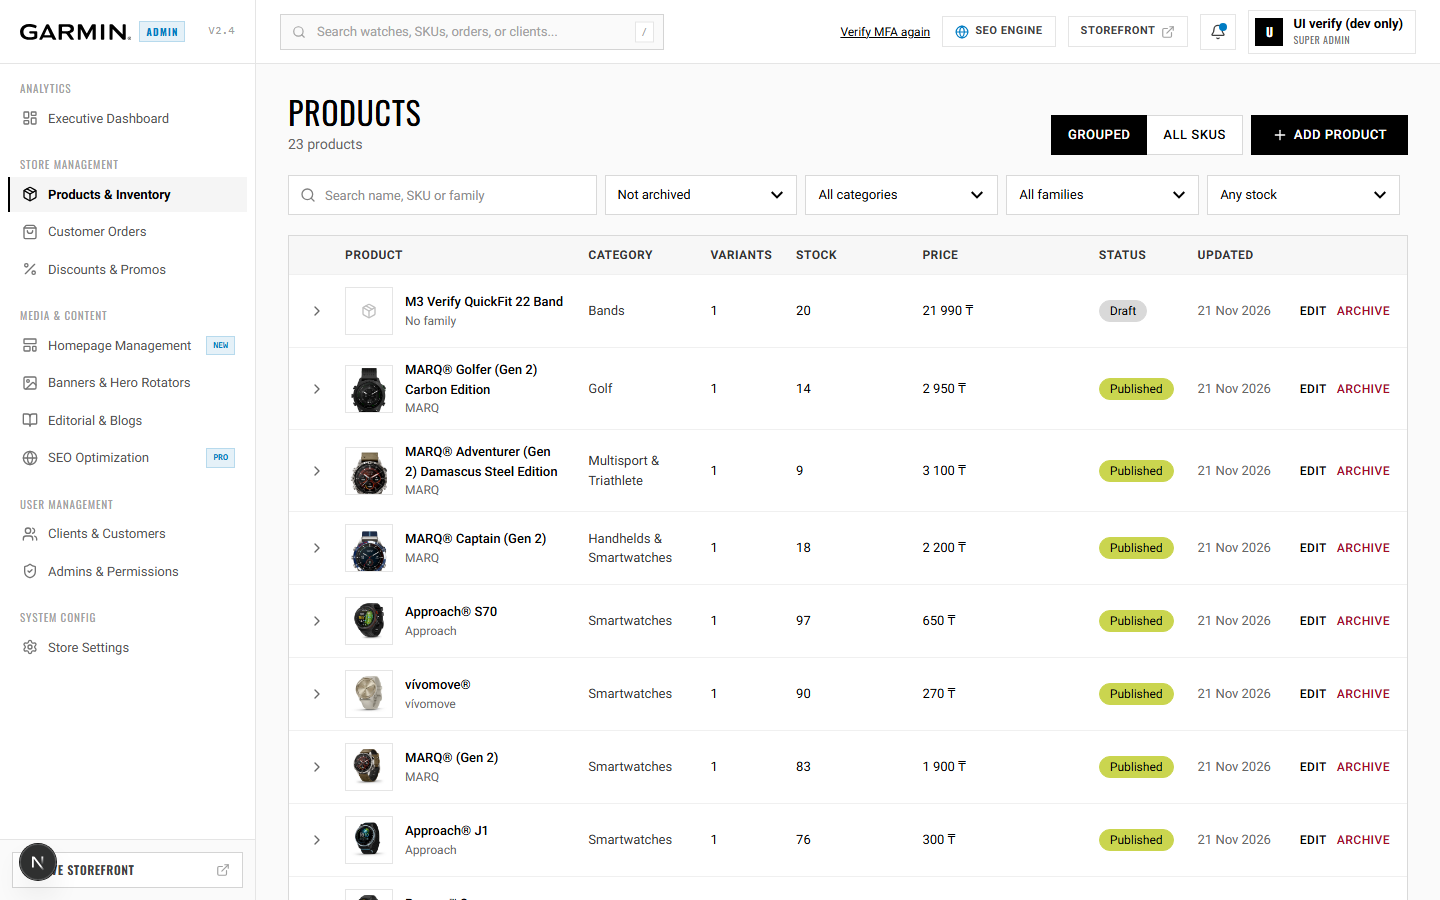 GARMIN. ADMIN V2.4
Search watches, SKUs, orders, or clients... /
Verify MFA again
SEO ENGINE
STOREFRONT
U
UI verify (dev only)
SUPER ADMIN
ANALYTICS
Executive Dashboard
STORE MANAGEMENT
Products & Inventory
Customer Orders
Discounts & Promos
MEDIA & CONTENT
Homepage Management NEW
Banners & Hero Rotators
Editorial & Blogs
SEO Optimization PRO
USER MANAGEMENT
Clients & Customers
Admins & Permissions
SYSTEM CONFIG
Store Settings
N
STOREFRONT
PRODUCTS
23 products
GROUPED ALL SKUS + ADD PRODUCT
Search name, SKU or family
Not archived
All categories
All families
Any stock
PRODUCT CATEGORY VARIANTS STOCK PRICE STATUS UPDATED
M3 Verify QuickFit 22 Band
No family
Bands 1 20 21 990 ₸ Draft 21 Nov 2026 EDIT ARCHIVE
MARQ® Golfer (Gen 2)
Carbon Edition
MARQ
Golf 1 14 2 950 ₸ Published 21 Nov 2026 EDIT ARCHIVE
MARQ® Adventurer (Gen
2) Damascus Steel Edition
MARQ
Multisport &
Triathlete
1 9 3 100 ₸ Published 21 Nov 2026 EDIT ARCHIVE
MARQ® Captain (Gen 2)
MARQ
Handhelds &
Smartwatches
1 18 2 200 ₸ Published 21 Nov 2026 EDIT ARCHIVE
Approach® S70
Approach
Smartwatches 1 97 650 ₸ Published 21 Nov 2026 EDIT ARCHIVE
vívomove®
vívomove
Smartwatches 1 90 270 ₸ Published 21 Nov 2026 EDIT ARCHIVE
MARQ® (Gen 2)
MARQ
Smartwatches 1 83 1 900 ₸ Published 21 Nov 2026 EDIT ARCHIVE
Approach® J1
Approach
Smartwatches 1 76 300 ₸ Published 21 Nov 2026 EDIT ARCHIVE